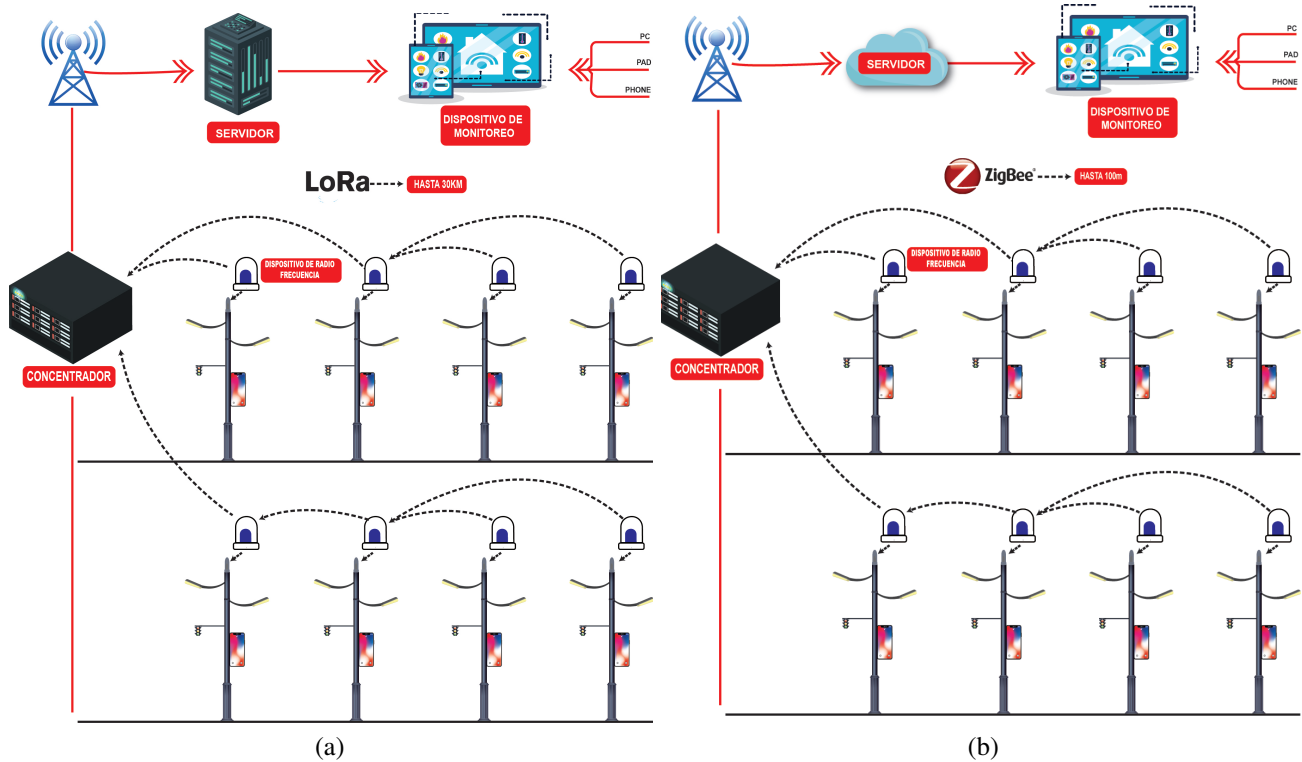 PC
PAD
PHONE
SERVIDOR
DISPOSITIVO DE
MONITOREO
LoRa
HASTA 30KM
DISPOSITIVO DE RADIO
FRECUENCIA
CONCENTRADOR
(a)
PC
PAD
PHONE
SERVIDOR
DISPOSITIVO DE
MONITOREO
ZigBee®
HASTA 100m
DISPOSITIVO DE RADIO
FRECUENCIA
CONCENTRADOR
(b)